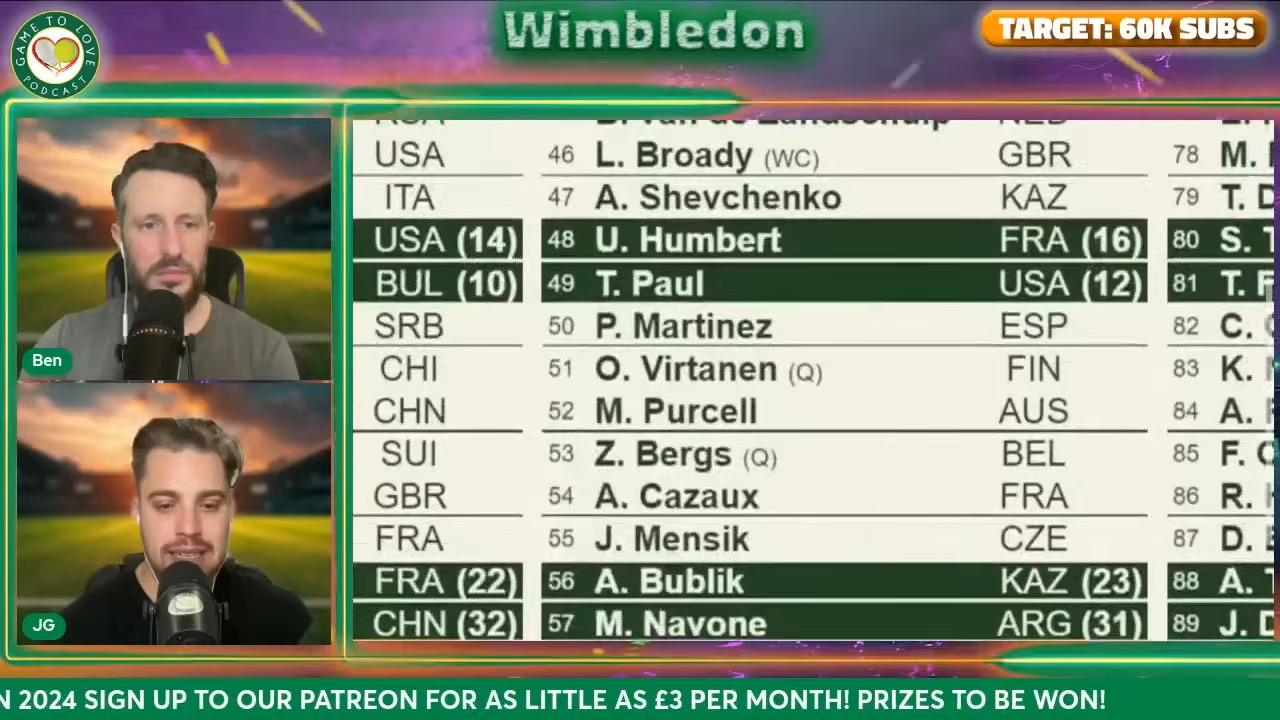 GAME TO LOVE
PODCAST
Wimbledon
TARGET: 60K SUBS
Ben
JG
USA 46 L. Broady (WC) GBR 78 M.
ITA 47 A. Shevchenko KAZ 79 T.
USA (14) 48 U. Humbert FRA (16) 80 S.
BUL (10) 49 T. Paul USA (12) 81 T.
SRB 50 P. Martinez ESP 82 C.
CHI 51 O. Virtanen (Q) FIN 83 K.
CHN 52 M. Purcell AUS 84 A.
SUI 53 Z. Bergs (Q) BEL 85 F.
GBR 54 A. Cazaux FRA 86 R.
FRA 55 J. Mensik CZE 87 D.
FRA (22) 56 A. Bublik KAZ (23) 88 A.
CHN (32) 57 M. Navone ARG (31) 89 J.
2024 SIGN UP TO OUR PATREON FOR AS LITTLE AS £3 PER MONTH! PRIZES TO BE WON!